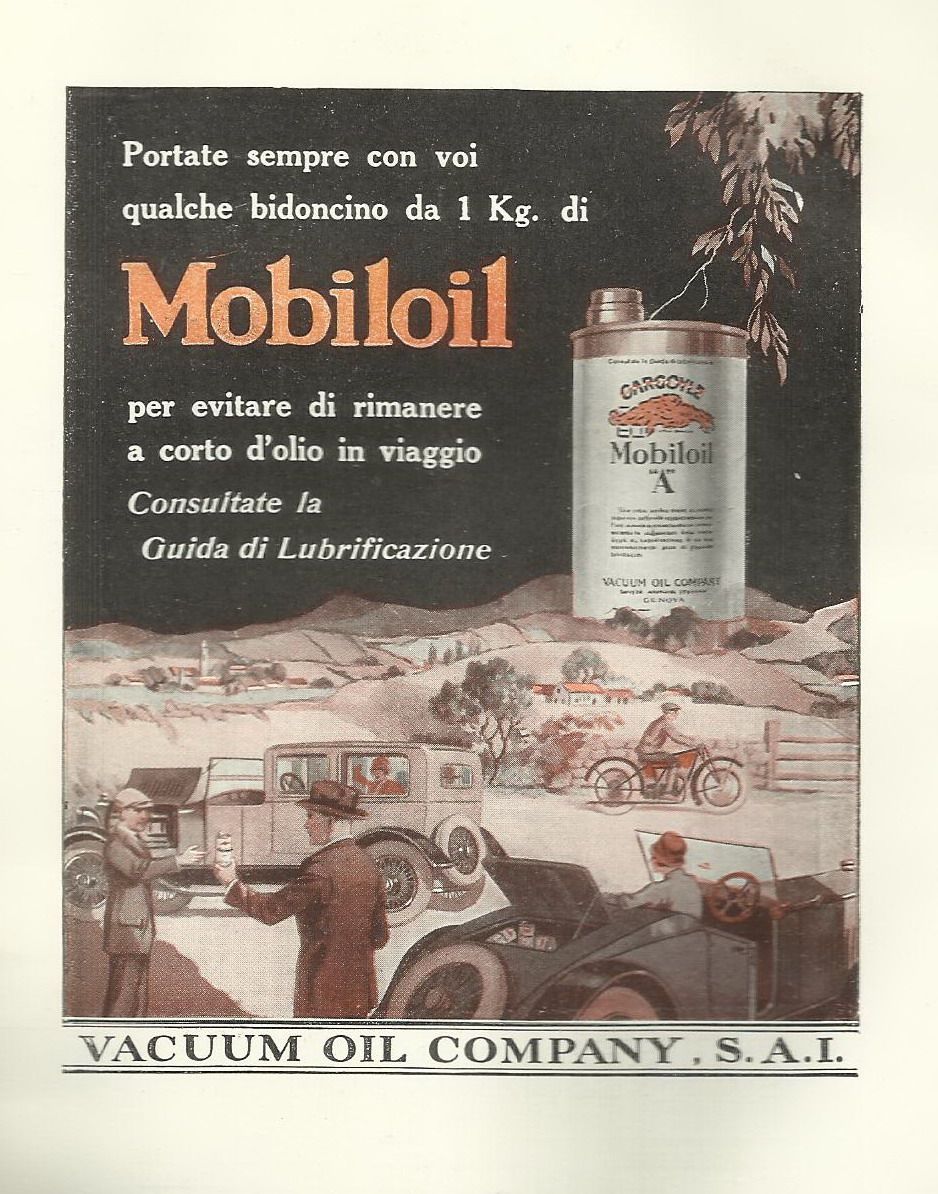 Portate sempre con voi
qualche bidoncino da 1 Kg. di
Mobiloil
per evitare di rimanere
a corto d'olio in viaggio
Consultate la
Guida di Lubrificazione
GARGOYLE
Mobiloil
"A"
VACUUM OIL COMPANY
GENOVA
VACUUM OIL COMPANY, S.A.I.